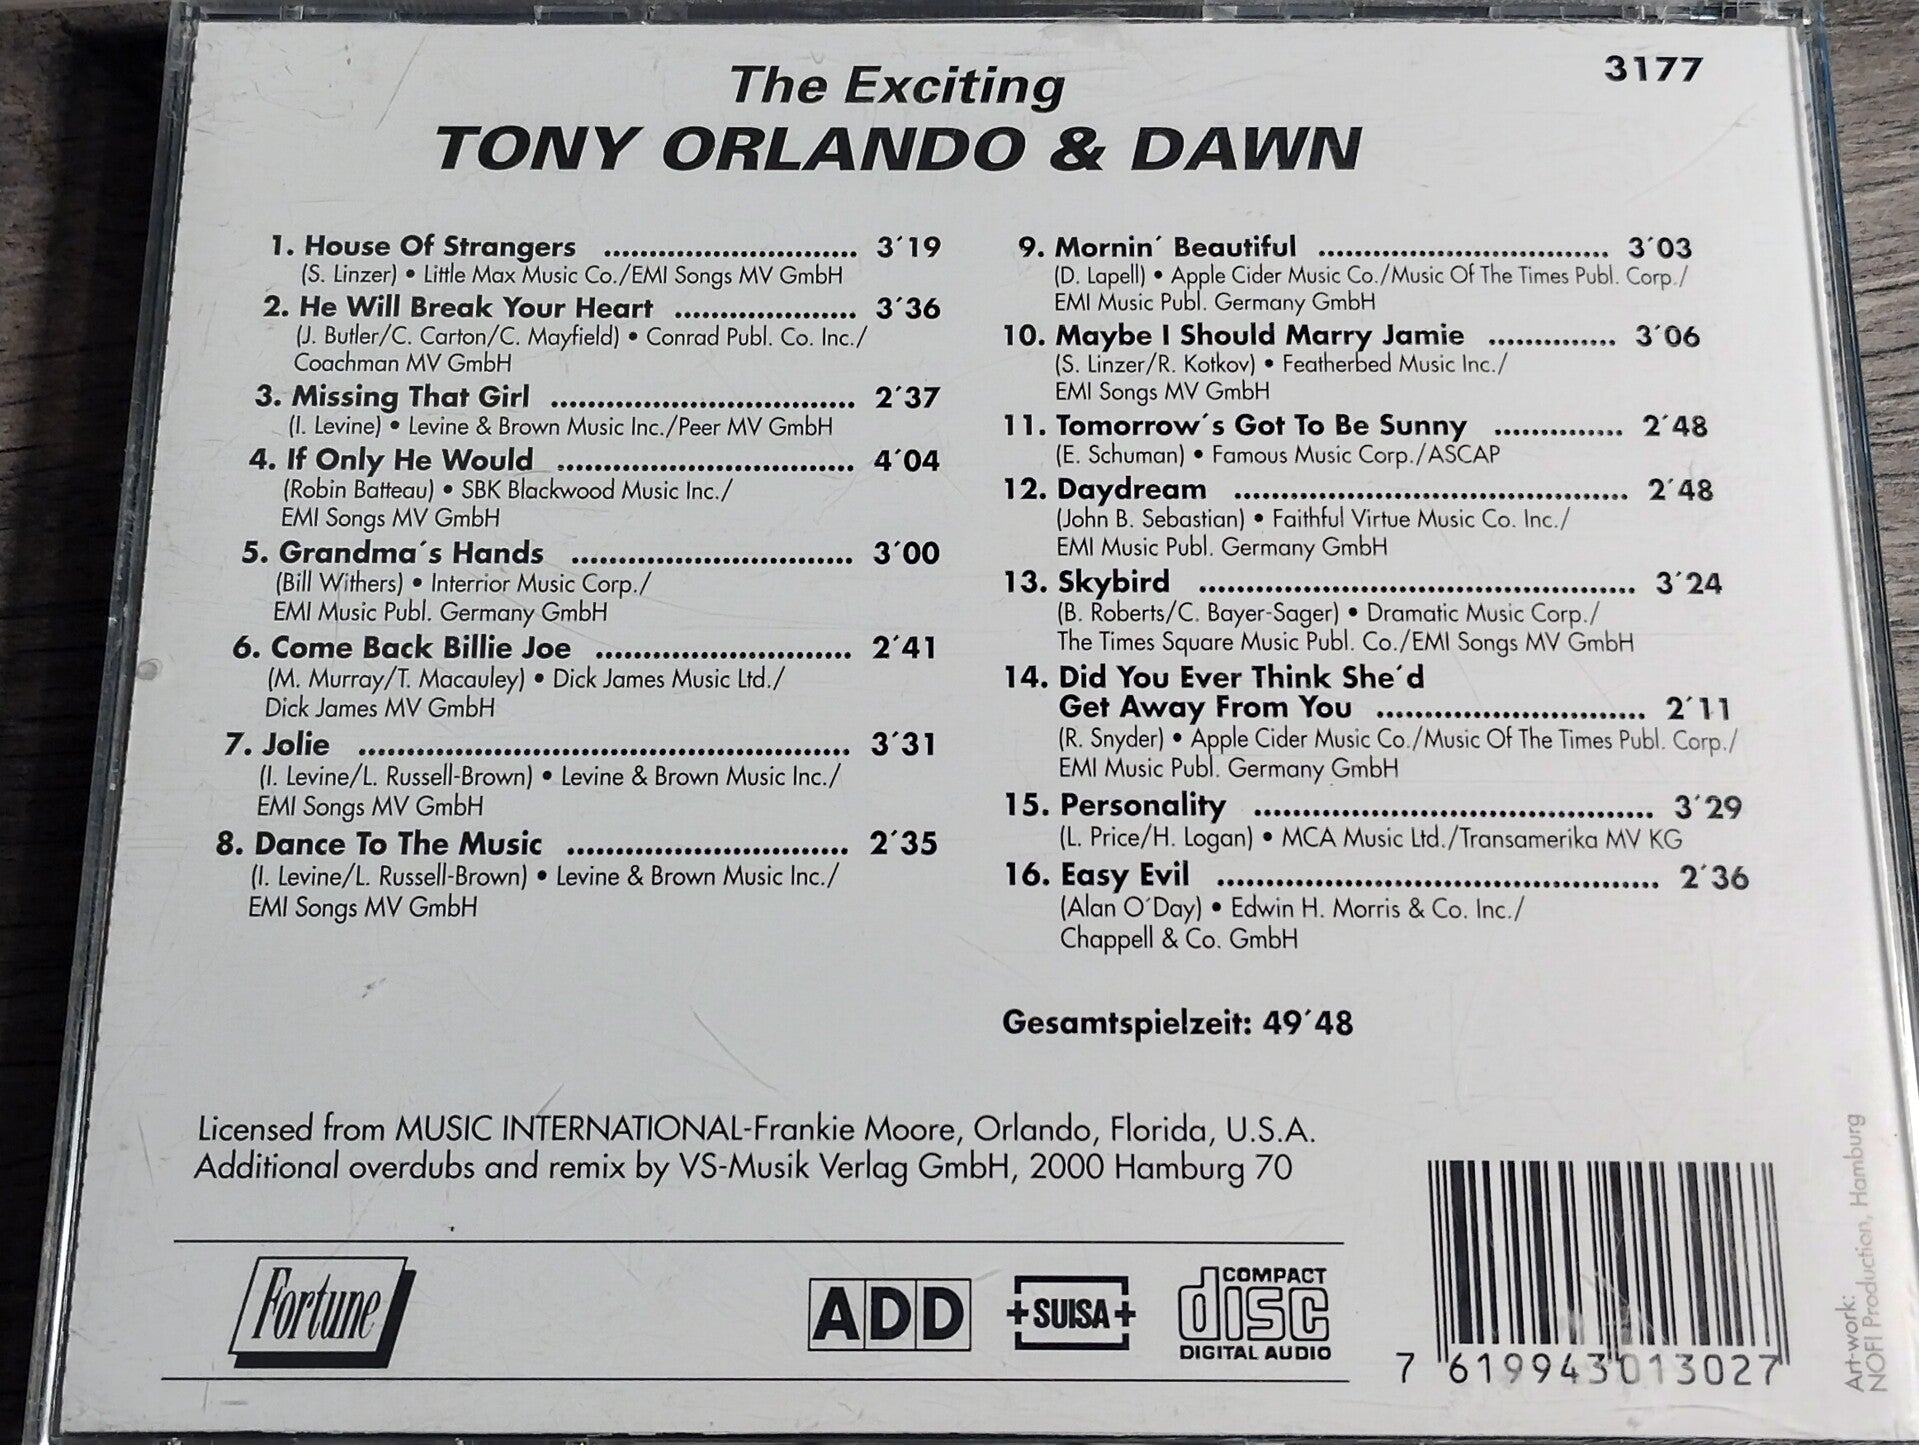 3177
The Exciting
TONY ORLANDO & DAWN
1. House Of Strangers ........................... 3´19
(S. Linzer) • Little Max Music Co./EMI Songs MV GmbH
2. He Will Break Your Heart .................... 3´36
(J. Butler/C. Carton/C. Mayfield) • Conrad Publ. Co. Inc./
Coachman MV GmbH
3. Missing That Girl ................................. 2´37
(I. Levine) • Levine & Brown Music Inc./Peer MV GmbH
4. If Only He Would ................................ 4´04
(Robin Batteau) • SBK Blackwood Music Inc./
EMI Songs MV GmbH
5. Grandma´s Hands .............................. 3´00
(Bill Withers) • Interrior Music Corp./
EMI Music Publ. Germany GmbH
6. Come Back Billie Joe ........................... 2´41
(M. Murray/T. Macauley) • Dick James Music Ltd./
Dick James MV GmbH
7. Jolie .................................................... 3´31
(I. Levine/L. Russell-Brown) • Levine & Brown Music Inc./
EMI Songs MV GmbH
8. Dance To The Music .............................. 2´35
(I. Levine/L. Russell-Brown) • Levine & Brown Music Inc./
EMI Songs MV GmbH
9. Mornin´ Beautiful ............................... 3´03
(D. Lapell) • Apple Cider Music Co./Music Of The Times Publ. Corp./
EMI Music Publ. Germany GmbH
10. Maybe I Should Marry Jamie .............. 3´06
(S. Linzer/R. Kotkov) • Featherbed Music Inc./
EMI Songs MV GmbH
11. Tomorrow´s Got To Be Sunny .............. 2´48
(E. Schuman) • Famous Music Corp./ASCAP
12. Daydream .......................................... 2´48
(John B. Sebastian) • Faithful Virtue Music Co. Inc./
EMI Music Publ. Germany GmbH
13. Skybird .............................................. 3´24
(B. Roberts/C. Bayer-Sager) • Dramatic Music Corp./
The Times Square Music Publ. Co./EMI Songs MV GmbH
14. Did You Ever Think She´d
Get Away From You ............................. 2´11
(R. Snyder) • Apple Cider Music Co./Music Of The Times Publ. Corp./
EMI Music Publ. Germany GmbH
15. Personality .......................................... 3´29
(L. Price/H. Logan) • MCA Music Ltd./Transamerika MV KG
16. Easy Evil .............................................. 2´36
(Alan O´Day) • Edwin H. Morris & Co. Inc./
Chappell & Co. GmbH
Gesamtspielzeit: 49´48
Licensed from MUSIC INTERNATIONAL-Frankie Moore, Orlando, Florida, U.S.A.
Additional overdubs and remix by VS-Musik Verlag GmbH, 2000 Hamburg 70
Fortune
ADD
SUISA
COMPACT
disc
DIGITAL AUDIO
7 619943 013027
Art-work:
NOFI Production, Hamburg